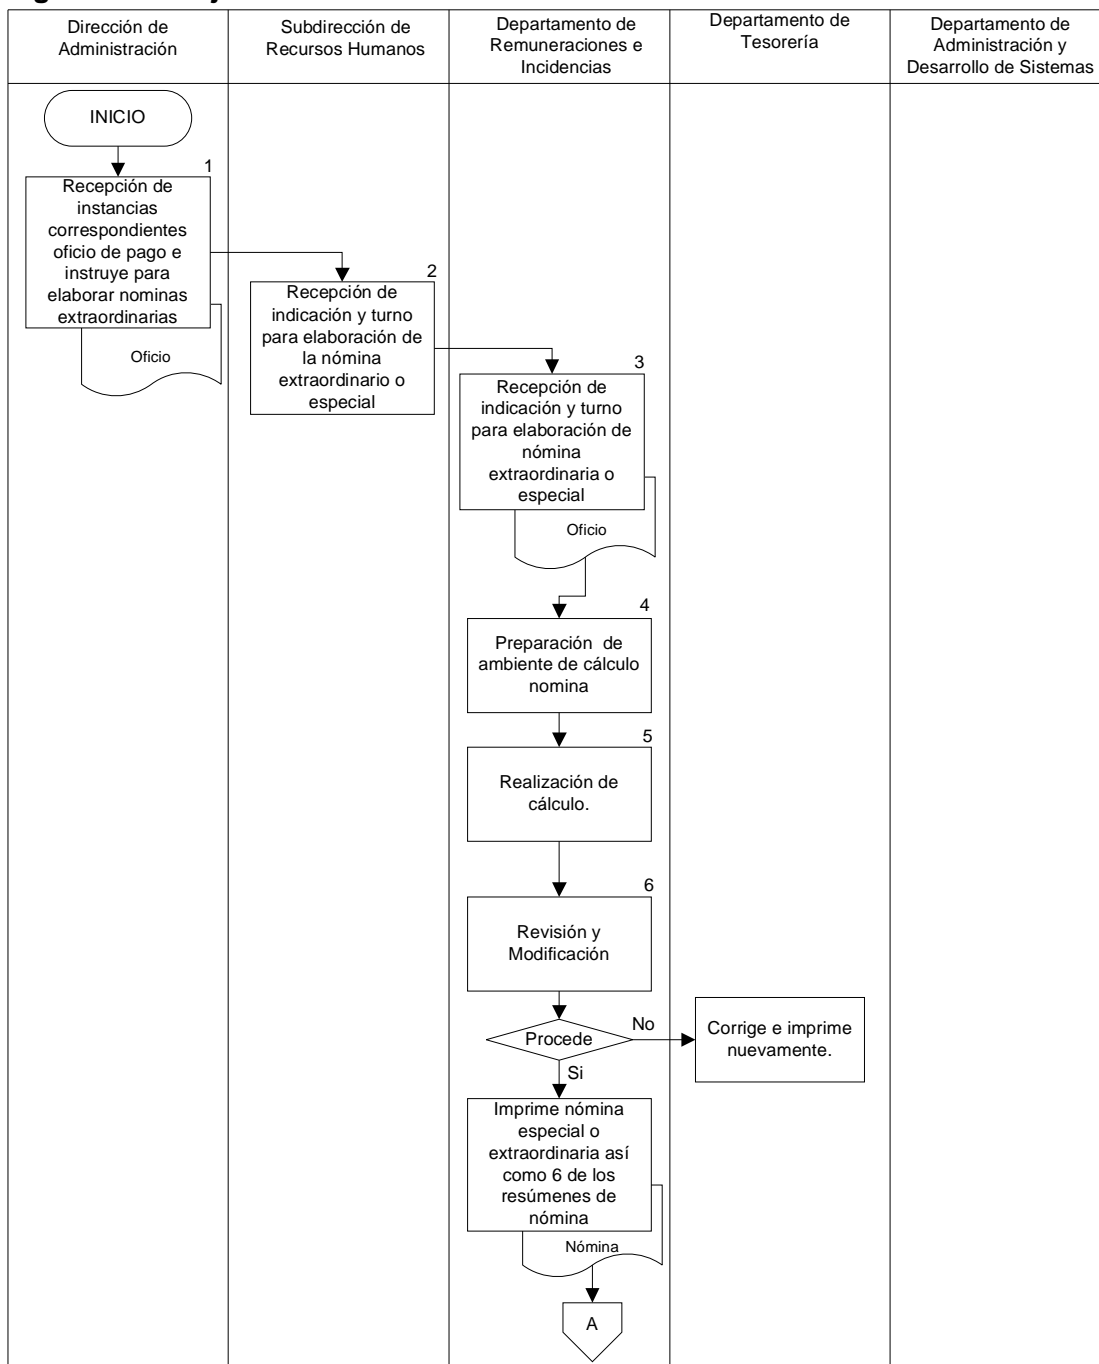 Dirección de
Administración
Subdirección de
Recursos Humanos
Departamento de
Remuneraciones e
Incidencias
Departamento de
Tesorería
Departamento de
Administración y
Desarrollo de Sistemas
INICIO
1
Recepción de
instancias
correspondientes
oficio de pago e
instruye para
elaborar nominas
extraordinarias
Oficio
2
Recepción de
indicación y turno
para elaboración de
la nómina
extraordinario o
especial
3
Recepción de
indicación y turno
para elaboración de
nómina
extraordinaria o
especial
Oficio
4
Preparación de
ambiente de cálculo
nomina
5
Realización de
cálculo.
6
Revisión y
Modificación
Procede
No
Corrige e imprime
nuevamente.
Si
Imprime nómina
especial o
extraordinaria así
como 6 de los
resúmenes de
nómina
Nómina
A